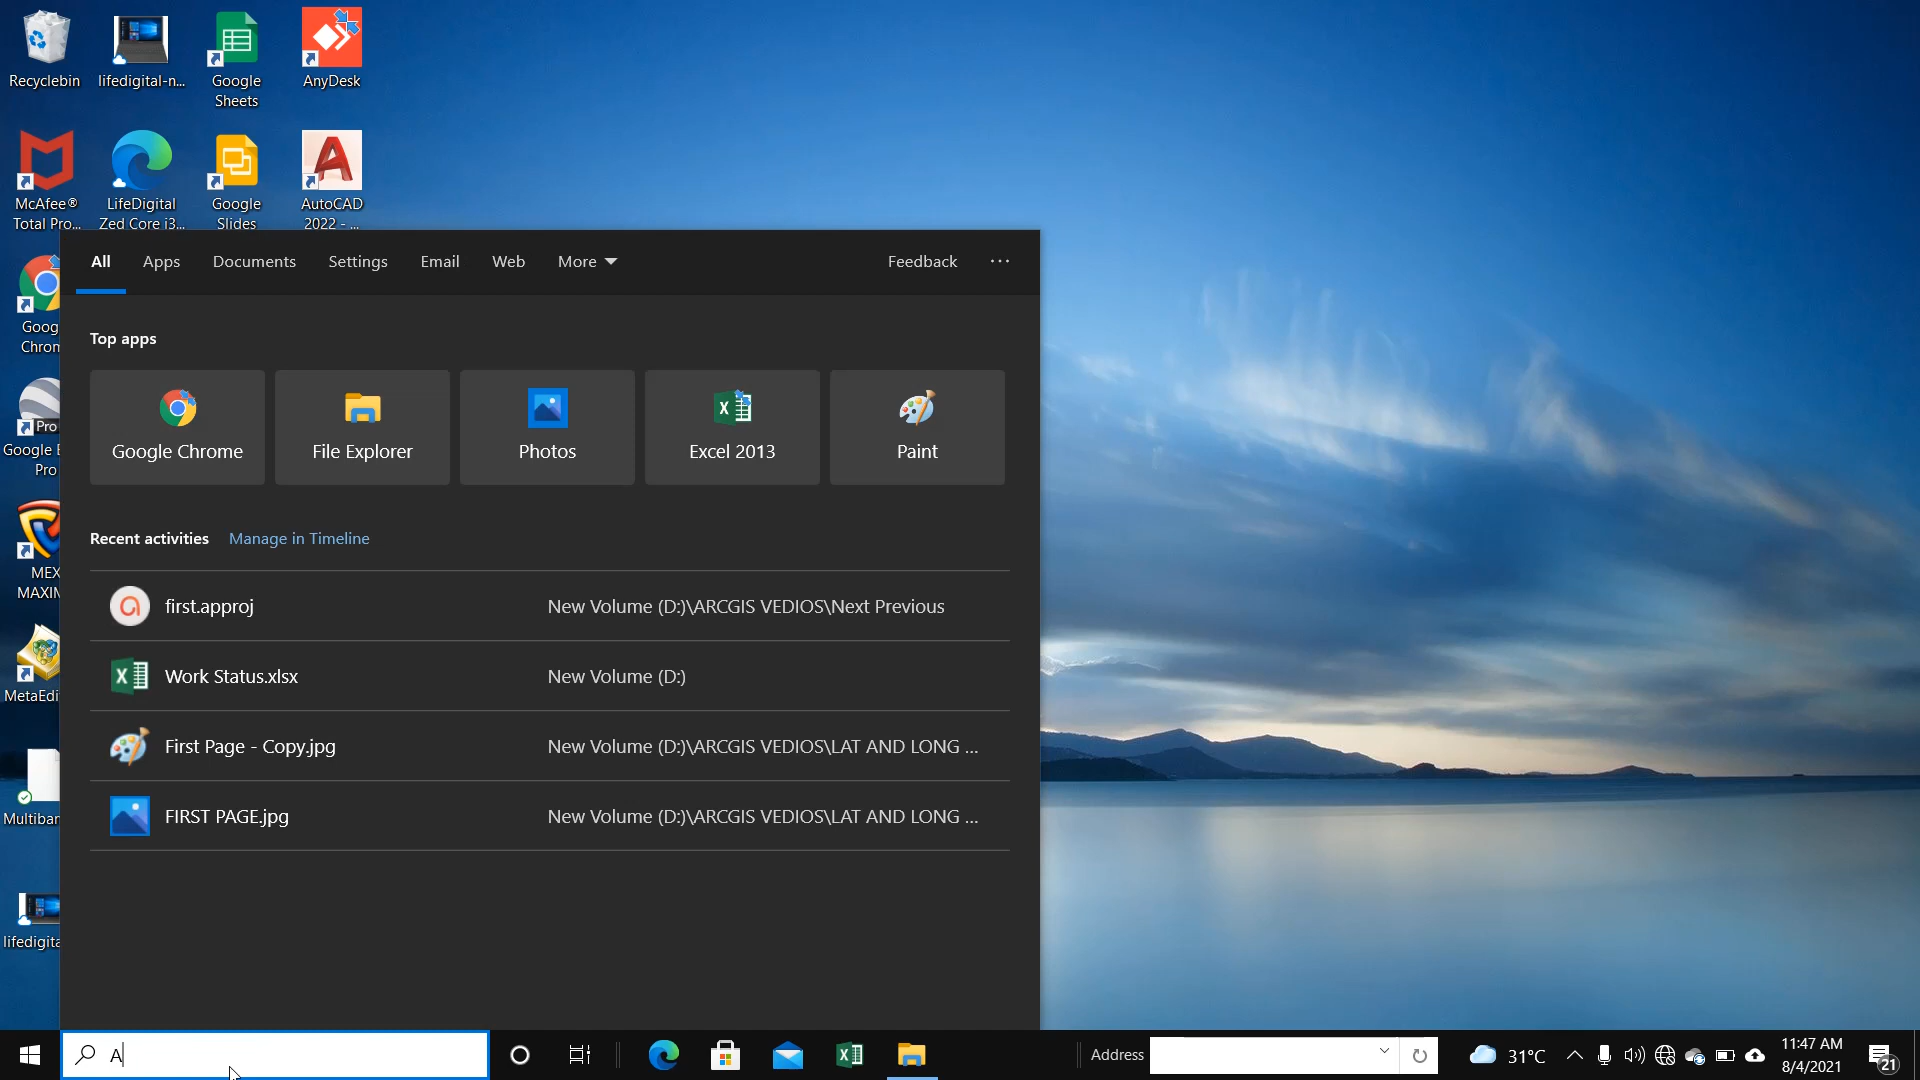 Recyclebin
lifedigital-n...
Google
Sheets
AnyDesk
McAfee®
Total Pro...
LifeDigital
Zed Core i3...
Google
Slides
AutoCAD
2022 - ...
Goog
Chrom
Pro
Google E
Pro
MEX
MAXIM
MetaEdi
Multiban
lifedigita
All
Apps
Documents
Settings
Email
Web
More
Feedback
...
Top apps
Google Chrome
File Explorer
Photos
Excel 2013
Paint
Recent activities
Manage in Timeline
first.approj
New Volume (D:)\ARCGIS VEDIOS\Next Previous
Work Status.xlsx
New Volume (D:)
First Page - Copy.jpg
New Volume (D:)\ARCGIS VEDIOS\LAT AND LONG ...
FIRST PAGE.jpg
New Volume (D:)\ARCGIS VEDIOS\LAT AND LONG ...
A
Address
31°C
11:47 AM
8/4/2021
21